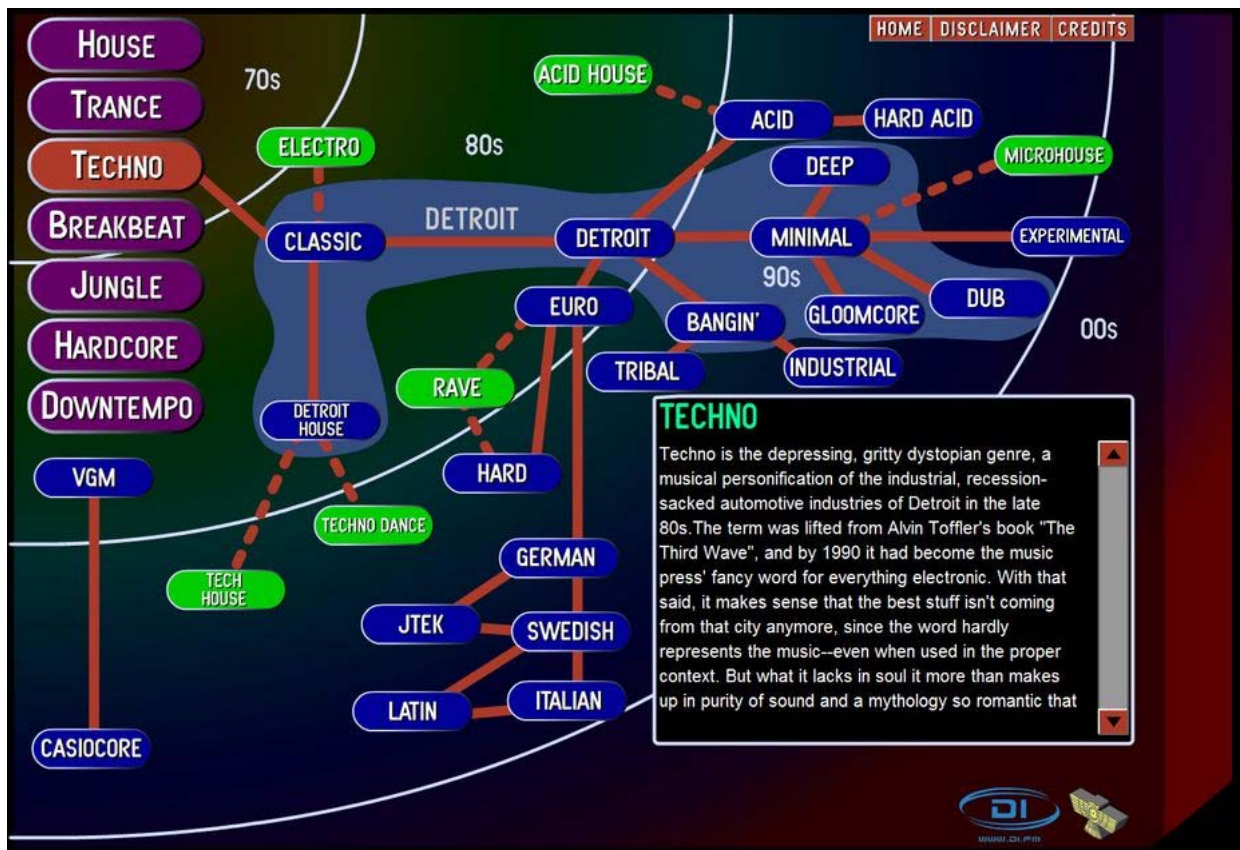 HOME DISCLAIMER CREDITS
HOUSE
TRANCE
TECHNO
BREAKBEAT
JUNGLE
HARDCORE
DOWNTEMPO
70s
80s
90s
00s
ACID HOUSE
ACID
HARD ACID
ELECTRO
DEEP
MICROHOUSE
DETROIT
CLASSIC
DETROIT
MINIMAL
EXPERIMENTAL
EURO
BANGIN'
GLOOMCORE
DUB
RAVE
TRIBAL
INDUSTRIAL
DETROIT
HOUSE
HARD
VGM
TECHNO DANCE
TECH
HOUSE
GERMAN
JTEK
SWEDISH
LATIN
ITALIAN
CASIOCORE
TECHNO
Techno is the depressing, gritty dystopian genre, a
musical personification of the industrial, recession-
sacked automotive industries of Detroit in the late
80s.The term was lifted from Alvin Toffler's book "The
Third Wave", and by 1990 it had become the music
press' fancy word for everything electronic. With that
said, it makes sense that the best stuff isn't coming
from that city anymore, since the word hardly
represents the music--even when used in the proper
context. But what it lacks in soul it more than makes
up in purity of sound and a mythology so romantic that
DI
WWW.DI.FM